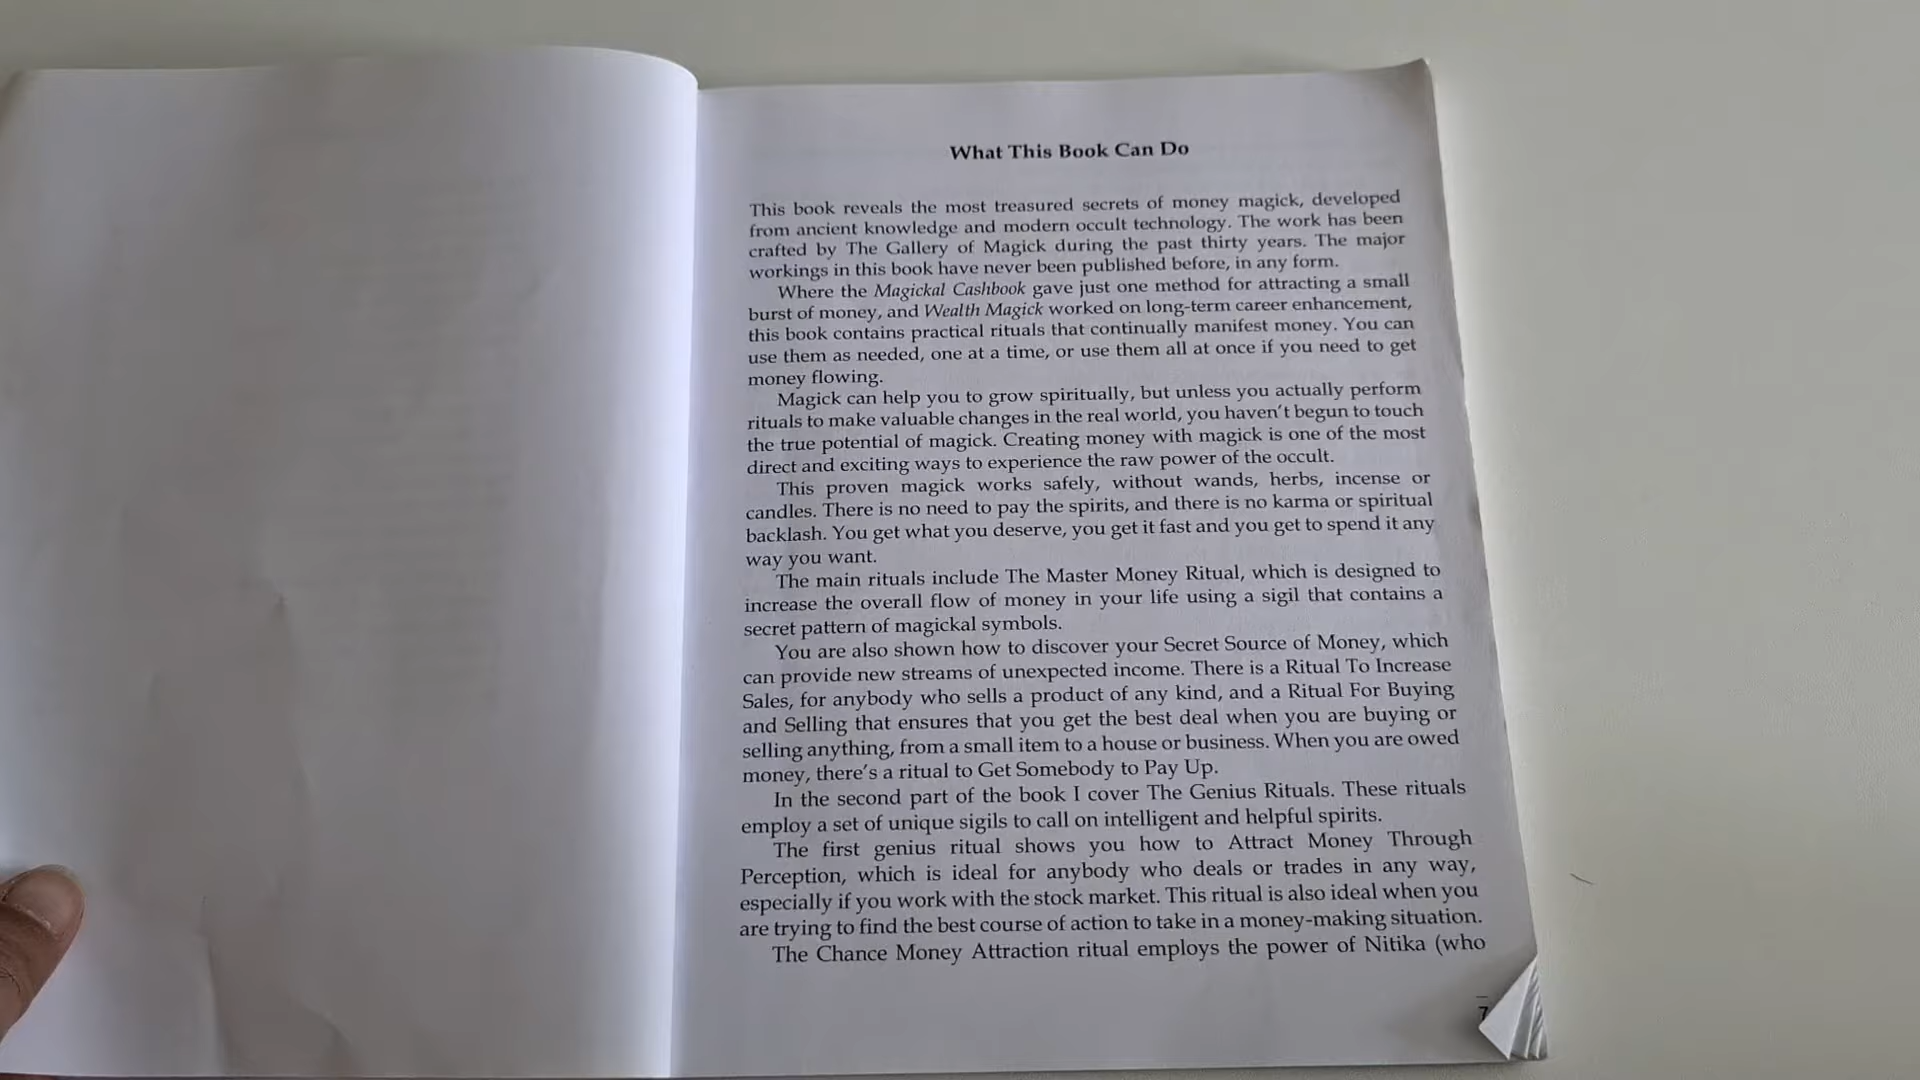 What This Book Can Do
This book reveals the most treasured secrets of money magick, developed
from ancient knowledge and modern occult technology. The work has been
crafted by The Gallery of Magick during the past thirty years. The major
workings in this book have never been published before, in any form.
Where the Magickal Cashbook gave just one method for attracting a small
burst of money, and Wealth Magick worked on long-term career enhancement,
this book contains practical rituals that continually manifest money. You can
use them as needed, one at a time, or use them all at once if you need to get
money flowing.
Magick can help you to grow spiritually, but unless you actually perform
rituals to make valuable changes in the real world, you haven't begun to touch
the true potential of magick. Creating money with magick is one of the most
direct and exciting ways to experience the raw power of the occult.
This proven magick works safely, without wands, herbs, incense or
candles. There is no need to pay the spirits, and there is no karma or spiritual
backlash. You get what you deserve, you get it fast and you get to spend it any
way you want.
The main rituals include The Master Money Ritual, which is designed to
increase the overall flow of money in your life using a sigil that contains a
secret pattern of magickal symbols.
You are also shown how to discover your Secret Source of Money, which
can provide new streams of unexpected income. There is a Ritual To Increase
Sales, for anybody who sells a product of any kind, and a Ritual For Buying
and Selling that ensures that you get the best deal when you are buying or
selling anything, from a small item to a house or business. When you are owed
money, there's a ritual to Get Somebody to Pay Up.
In the second part of the book I cover The Genius Rituals. These rituals
employ a set of unique sigils to call on intelligent and helpful spirits.
The first genius ritual shows you how to Attract Money Through
Perception, which is ideal for anybody who deals or trades in any way,
especially if you work with the stock market. This ritual is also ideal when you
are trying to find the best course of action to take in a money-making situation.
The Chance Money Attraction ritual employs the power of Nitika (who
7